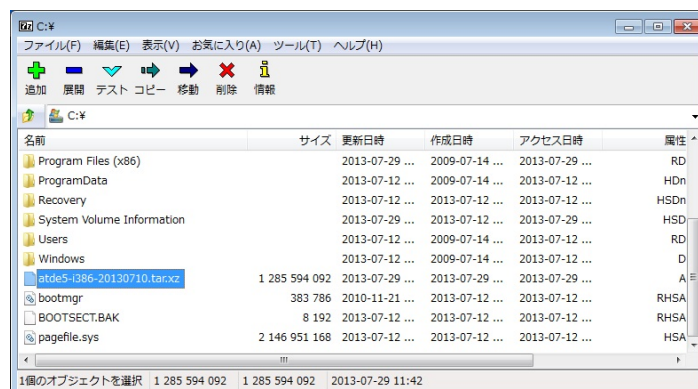 7z C:¥
ファイル(F) 編集(E) 表示(V) お気に入り(A) ツール(T) ヘルプ(H)
追加 展開 テスト コピー 移動 削除 情報
C:¥
名前 サイズ 更新日時 作成日時 アクセス日時 属性
Program Files (x86) 2013-07-29 ... 2009-07-14 ... 2013-07-29 ... RD
ProgramData 2013-07-12 ... 2009-07-14 ... 2013-07-12 ... HDn
Recovery 2013-07-12 ... 2013-07-12 ... 2013-07-12 ... HSDn
System Volume Information 2013-07-29 ... 2013-07-12 ... 2013-07-29 ... HSD
Users 2013-07-12 ... 2009-07-14 ... 2013-07-12 ... RD
Windows 2013-07-12 ... 2009-07-14 ... 2013-07-12 ... D
atde5-i386-20130710.tar.xz 1 285 594 092 2013-07-29 ... 2013-07-29 ... 2013-07-29 ... A
bootmgr 383 786 2010-11-21 ... 2013-07-12 ... 2013-07-12 ... RHSA
BOOTSECT.BAK 8 192 2013-07-12 ... 2013-07-12 ... 2013-07-12 ... RHSA
pagefile.sys 2 146 951 168 2013-07-12 ... 2013-07-12 ... 2013-07-12 ... HSA
1個のオブジェクトを選択 1 285 594 092 1 285 594 092 2013-07-29 11:42